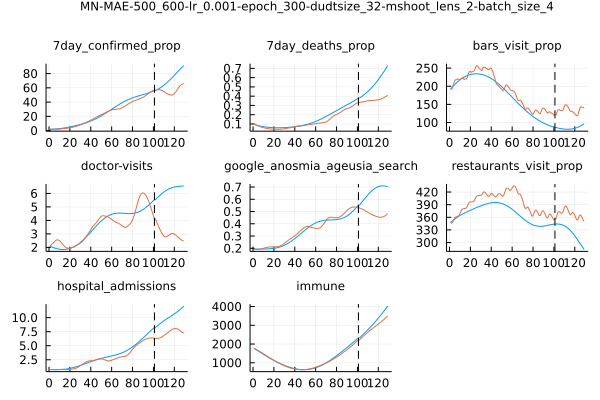 MN-MAE-500_600-lr_0.001-epoch_300-dudtsize_32-mshoot_lens_2-batch_size_4
7day_confirmed_prop
80
60
40
20
0
0 20 40 60 80 100 120
7day_deaths_prop
0.7
0.6
0.5
0.4
0.3
0.2
0.1
0 20 40 60 80 100 120
bars_visit_prop
250
200
150
100
0 20 40 60 80 100 120
doctor-visits
6
5
4
3
2
0 20 40 60 80 100 120
google_anosmia_ageusia_search
0.7
0.6
0.5
0.4
0.3
0.2
0 20 40 60 80 100 120
restaurants_visit_prop
420
390
360
330
300
0 20 40 60 80 100 120
hospital_admissions
10.0
7.5
5.0
2.5
0 20 40 60 80 100 120
immune
4000
3000
2000
1000
0 20 40 60 80 100 120